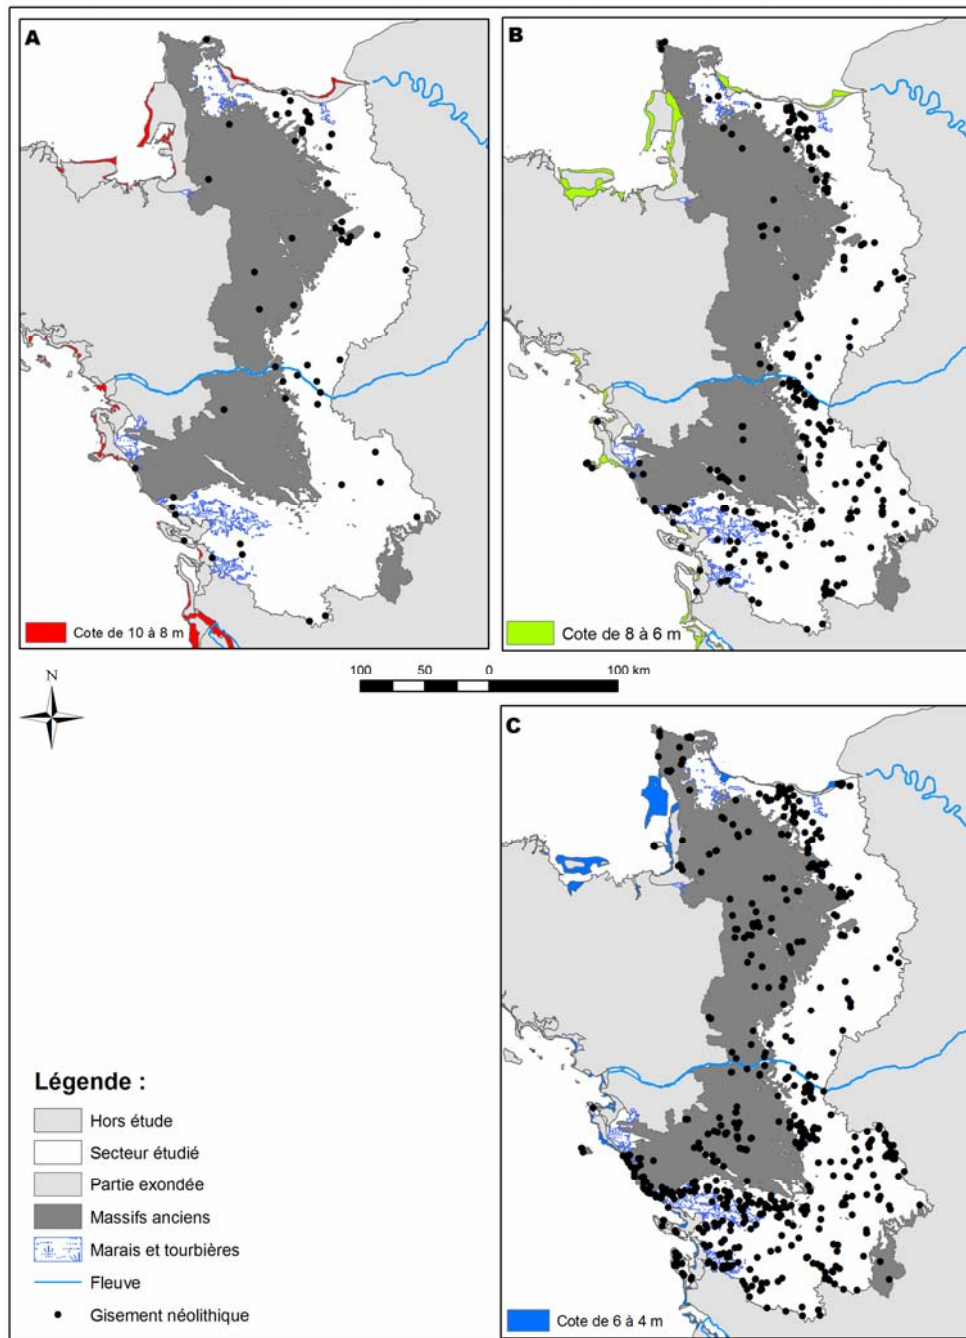 A
B
Cote de 10 à 8 m
Cote de 8 à 6 m
100 50 0 100 km
N
C
Légende :
Hors étude
Secteur étudié
Partie exondée
Massifs anciens
Marais et tourbières
Fleuve
Gisement néolithique
Cote de 6 à 4 m